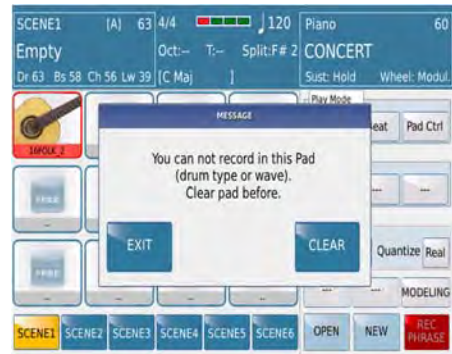 SCENE1 [A] 63 4/4 120 Piano 60
Empty Oct:-- T:-- Split:F# 2 CONCERT
Dr 63 Bs 58 Ch 56 Lw 39 [C Maj ] Sust: Hold Wheel: Modul.
Play Mode
MESSAGE
eat Pad Ctrl
16FOLK 2
You can not record in this Pad
(drum type or wave).
Clear pad before.
FREE
--- ---
--
EXIT CLEAR
Quantize Real
FREE
-- -- -- -- --- --- MODELING
SCENE1 SCENE2 SCENE3 SCENE4 SCENE5 SCENE6 OPEN NEW REC
PHRASE